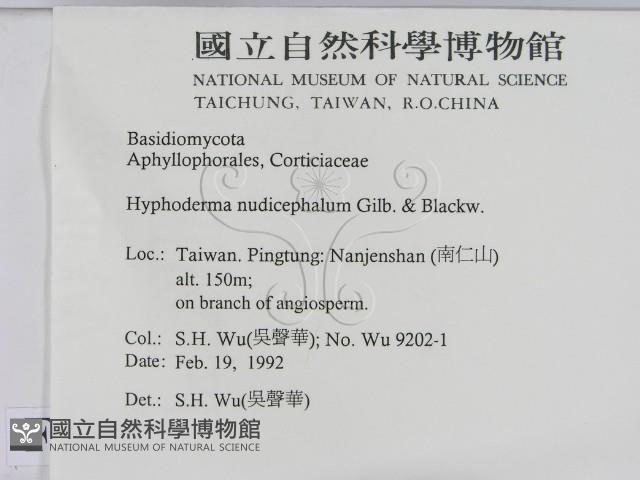 國立自然科學博物館
NATIONAL MUSEUM OF NATURAL SCIENCE
TAICHUNG, TAIWAN, R.O.CHINA
Basidiomycota
Aphyllophorales, Corticiaceae
Hyphoderma nudicephalum Gilb. & Blackw.
Loc.: Taiwan. Pingtung: Nanjenshan (南仁山)
alt. 150m;
on branch of angiosperm.
Col.: S.H. Wu(吳聲華); No. Wu 9202-1
Date: Feb. 19, 1992
Det.: S.H. Wu(吳聲華)
國立自然科學博物館
NATIONAL MUSEUM OF NATURAL SCIENCE